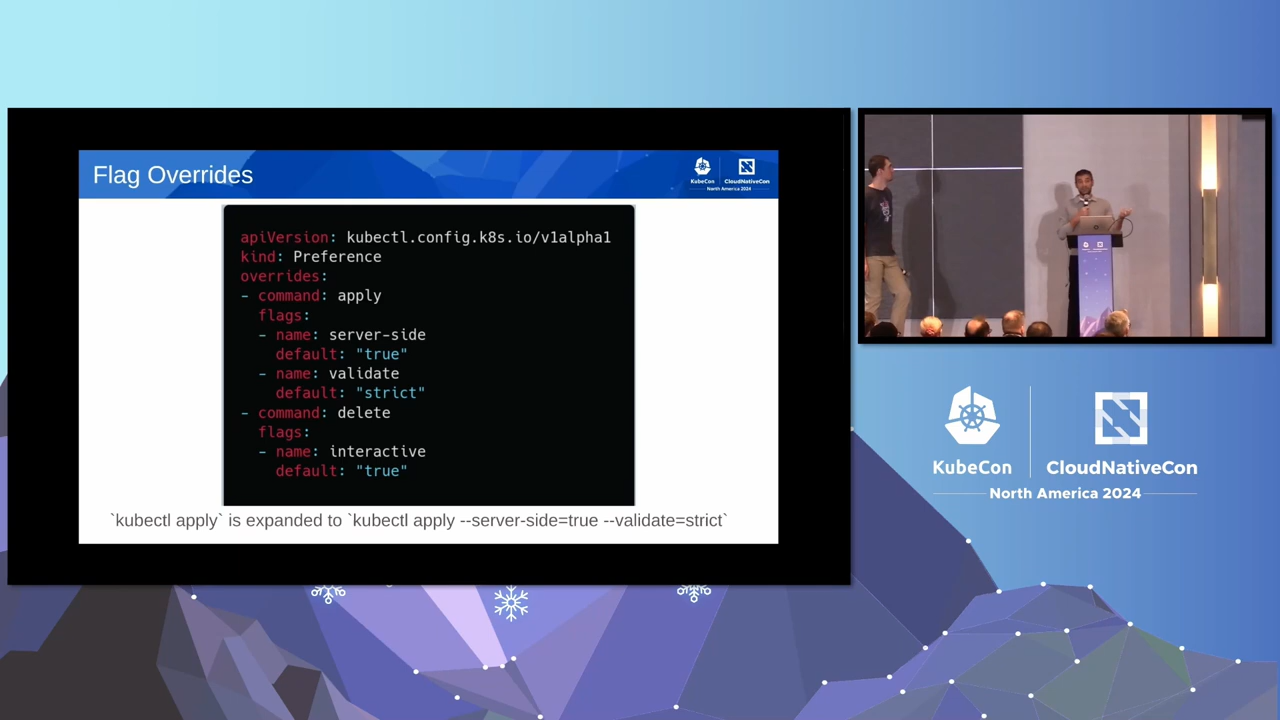 Flag Overrides
KubeCon
CloudNativeCon
North America 2024
apiVersion: kubectl.config.k8s.io/v1alpha1
kind: Preference
overrides:
- command: apply
  flags:
  - name: server-side
    default: "true"
  - name: validate
    default: "strict"
- command: delete
  flags:
  - name: interactive
    default: "true"
`kubectl apply` is expanded to `kubectl apply --server-side=true --validate=strict`
KubeCon
CloudNativeCon
North America 2024